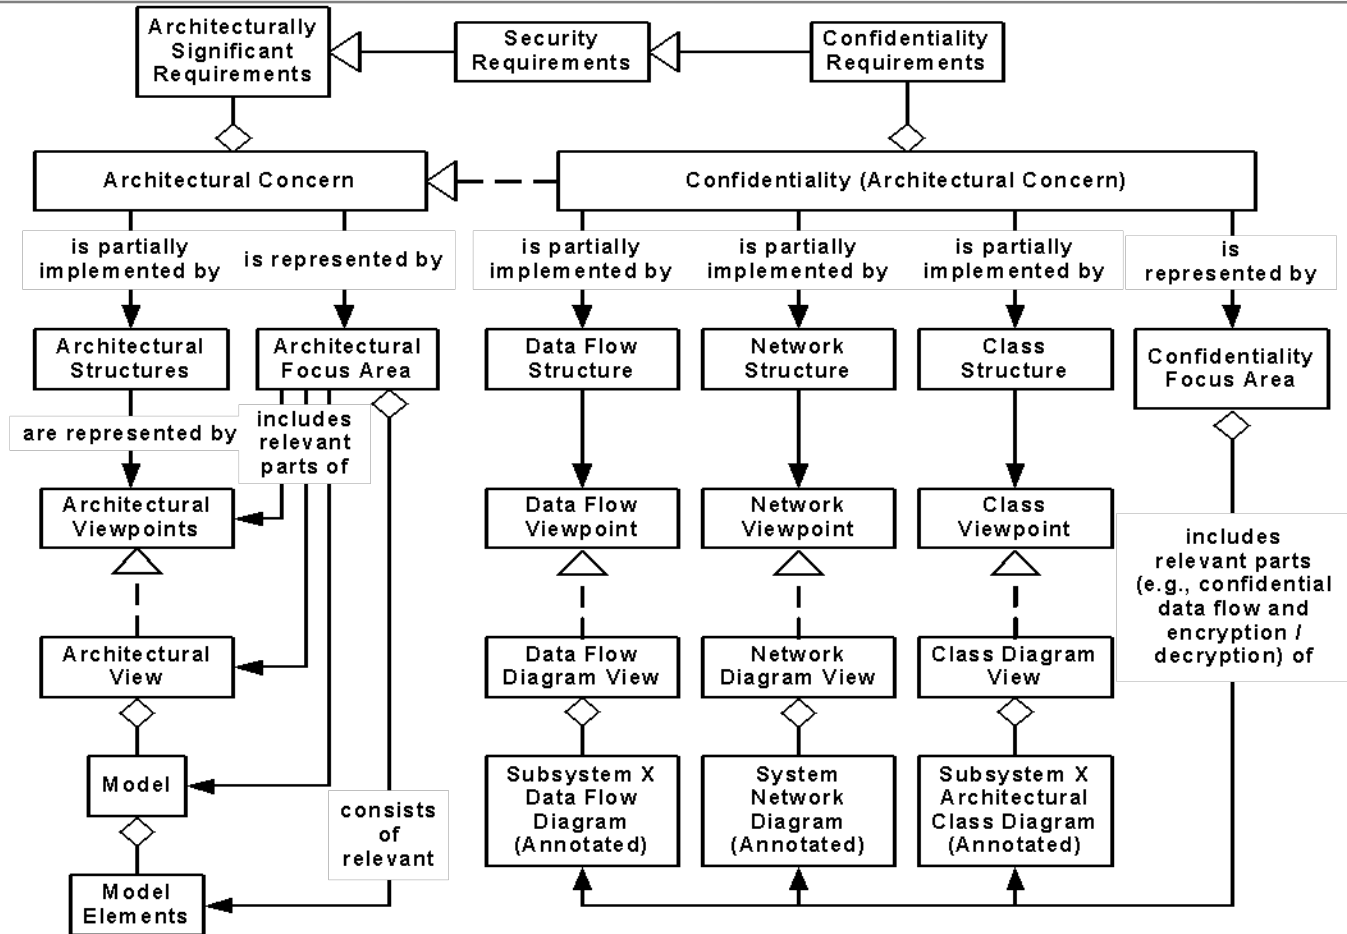 Architecturally
Significant
Requirements
Security
Requirements
Confidentiality
Requirements
Architectural Concern
Confidentiality (Architectural Concern)
is partially
implemented by
is represented by
is partially
implemented by
is partially
implemented by
is partially
implemented by
is
represented by
Architectural
Structures
Architectural
Focus Area
Data Flow
Structure
Network
Structure
Class
Structure
Confidentiality
Focus Area
are represented by
includes
relevant
parts of
Architectural
Viewpoints
Data Flow
Viewpoint
Network
Viewpoint
Class
Viewpoint
includes
relevant parts
(e.g., confidential
data flow and
encryption /
decryption) of
Architectural
View
Data Flow
Diagram View
Network
Diagram View
Class Diagram
View
Model
consists
of
relevant
Subsystem X
Data Flow
Diagram
(Annotated)
System
Network
Diagram
(Annotated)
Subsystem X
Architectural
Class Diagram
(Annotated)
Model
Elements